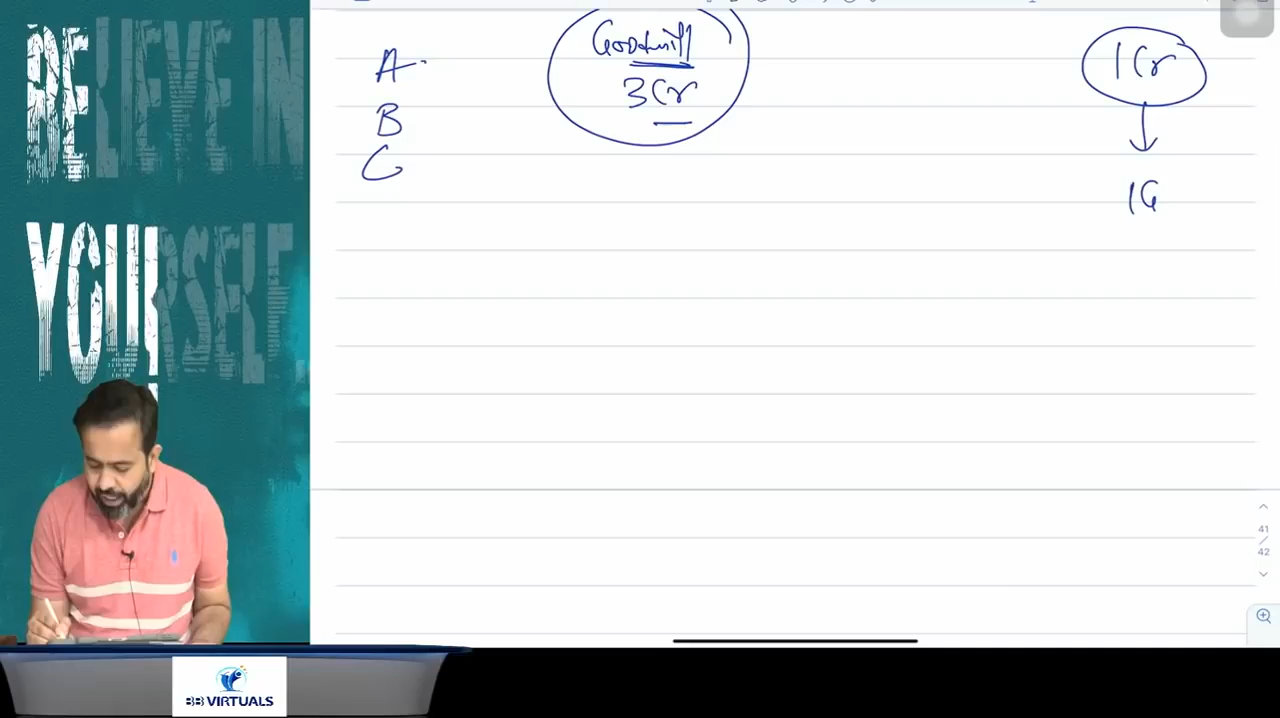 BELIEVE IN
YOURSELF
A
B
C
Goodwill
3Cr
1Cr
1G
41
/
42
BB VIRTUALS